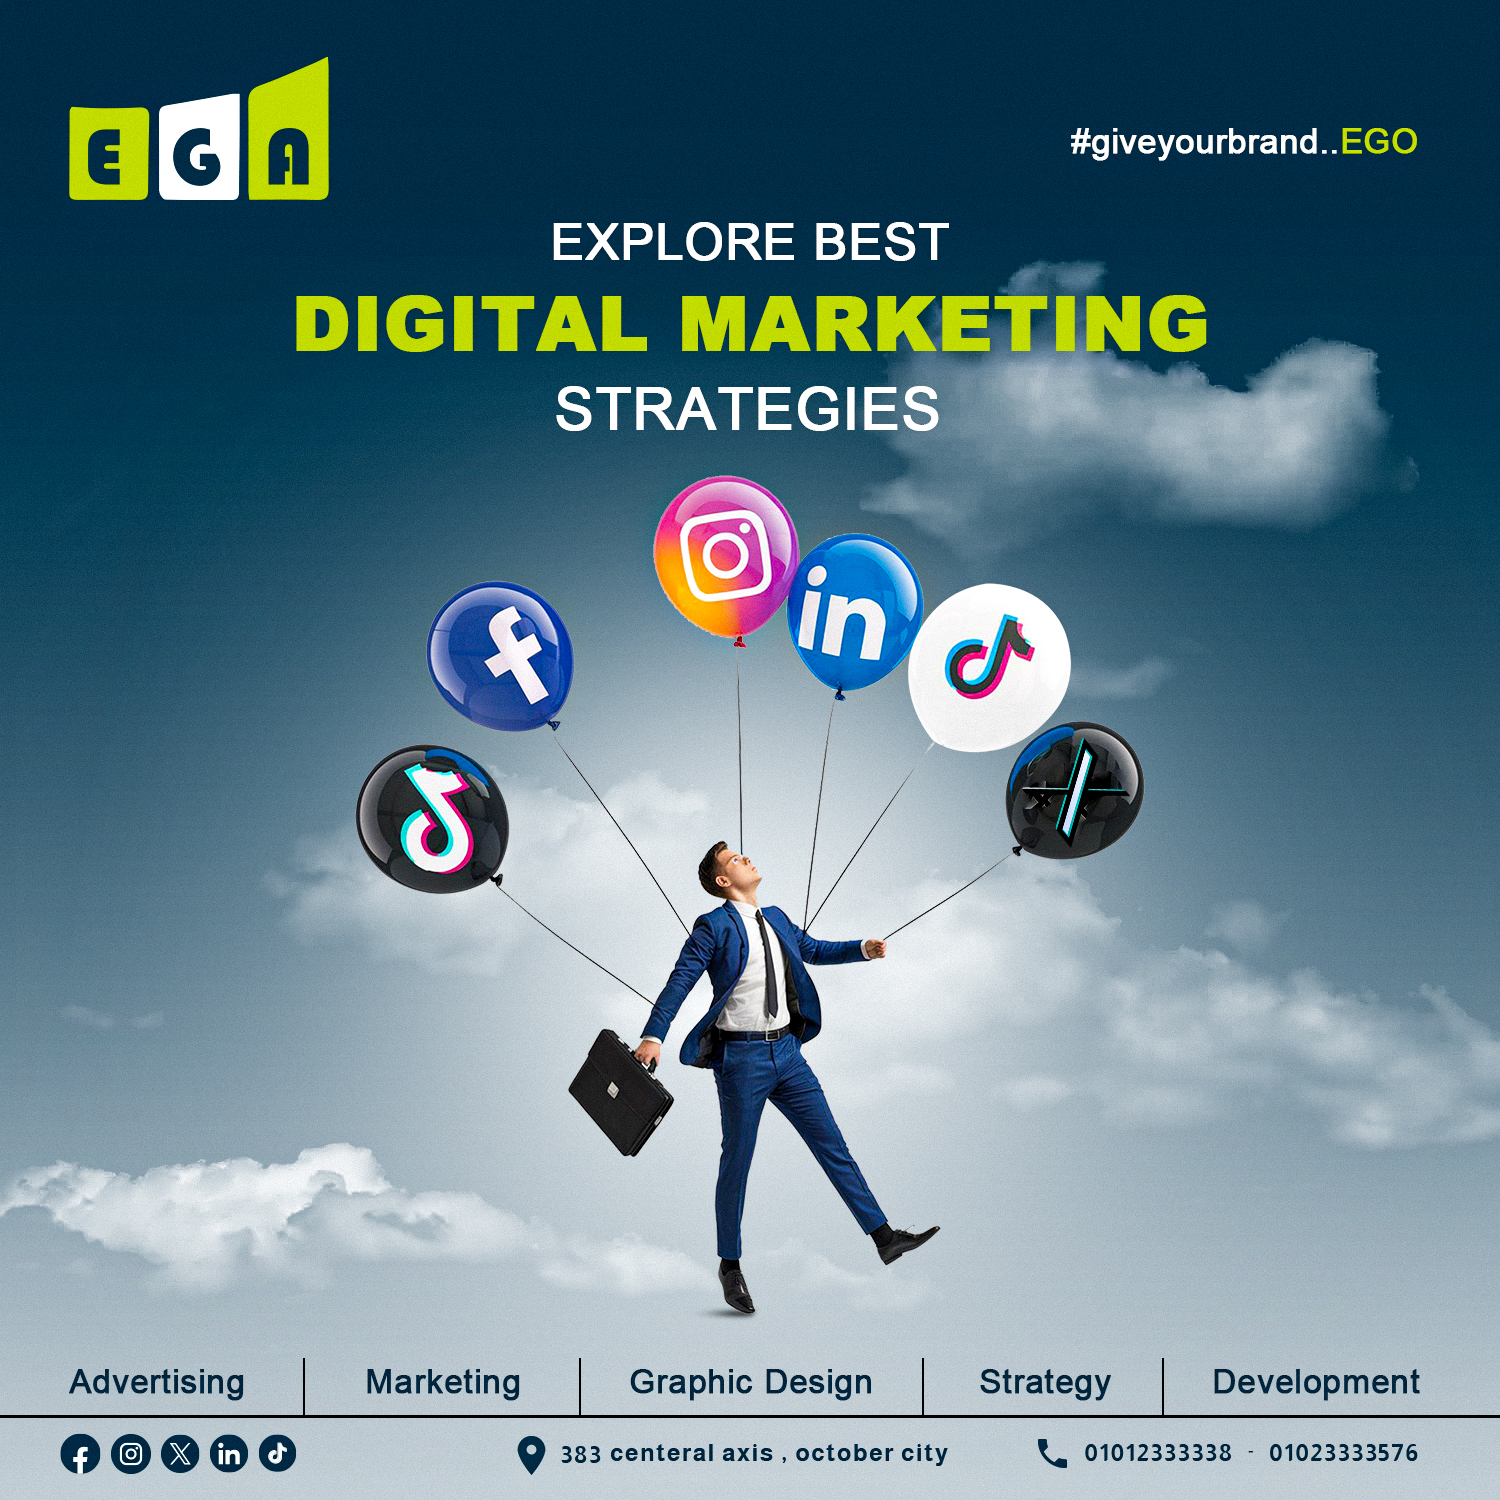 EGA
#giveyourbrand..EGO
EXPLORE BEST
DIGITAL MARKETING
STRATEGIES
in
Advertising
Marketing
Graphic Design
Strategy
Development
383 centeral axis , october city
01012333338 - 01023333576